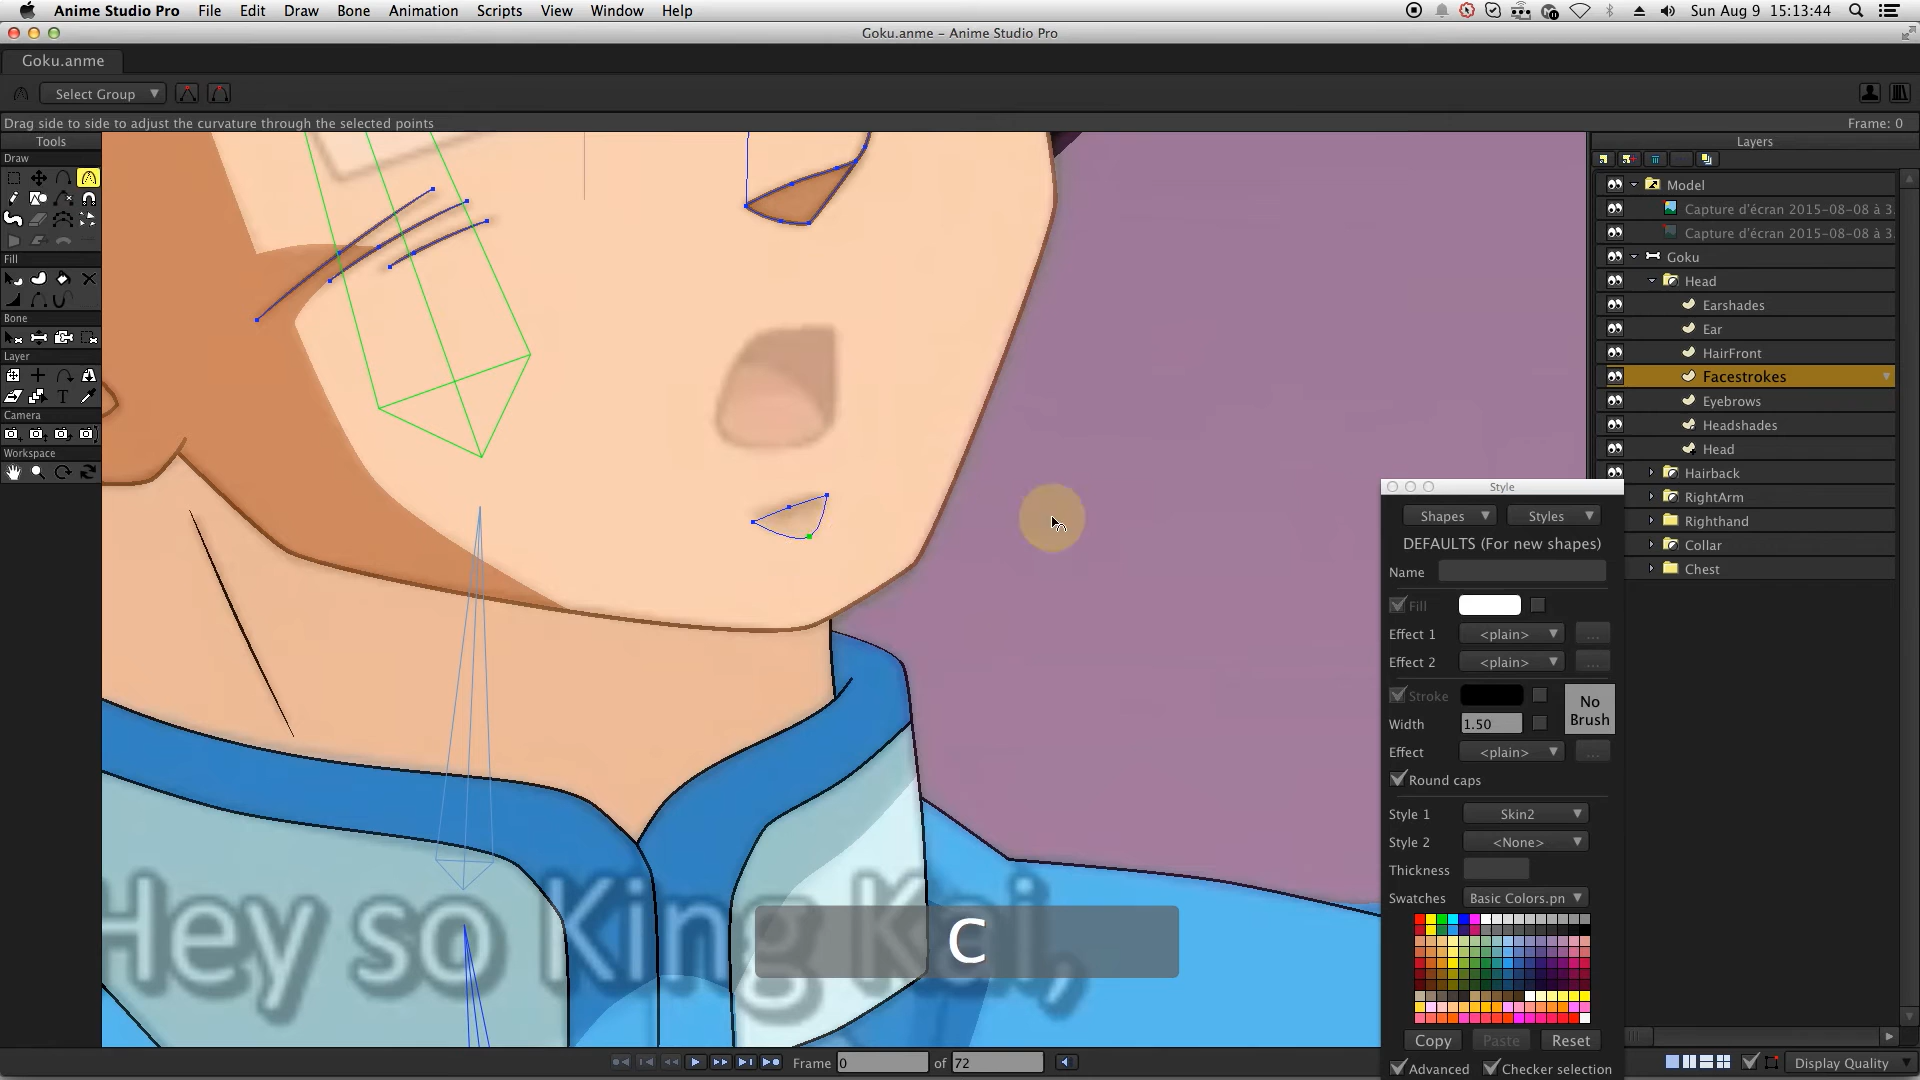 Anime Studio Pro File Edit Draw Bone Animation Scripts View Window Help Sun Aug 9 15:13:44
Goku.anme – Anime Studio Pro
Goku.anme
Select Group
Drag side to side to adjust the curvature through the selected points Frame: 0
Tools
Draw
Fill
Bone
Layer
Camera
Workspace
Layers
Model
Capture d'écran 2015-08-08 à 3.
Capture d'écran 2015-08-08 à 3.
Goku
Head
Earshades
Ear
HairFront
Facestrokes
Eyebrows
Headshades
Head
Hairback
RightArm
Righthand
Collar
Chest
Style
Shapes Styles
DEFAULTS (For new shapes)
Name
Fill
Effect 1 <plain> ...
Effect 2 <plain> ...
Stroke
No Brush
Width 1.50
Effect <plain> ...
Round caps
Style 1 Skin2
Style 2 <None>
Thickness
Swatches Basic Colors.pn
Copy Paste Reset
Advanced Checker selection
Hey so King Kai,
C
Frame 0 of 72
Display Quality